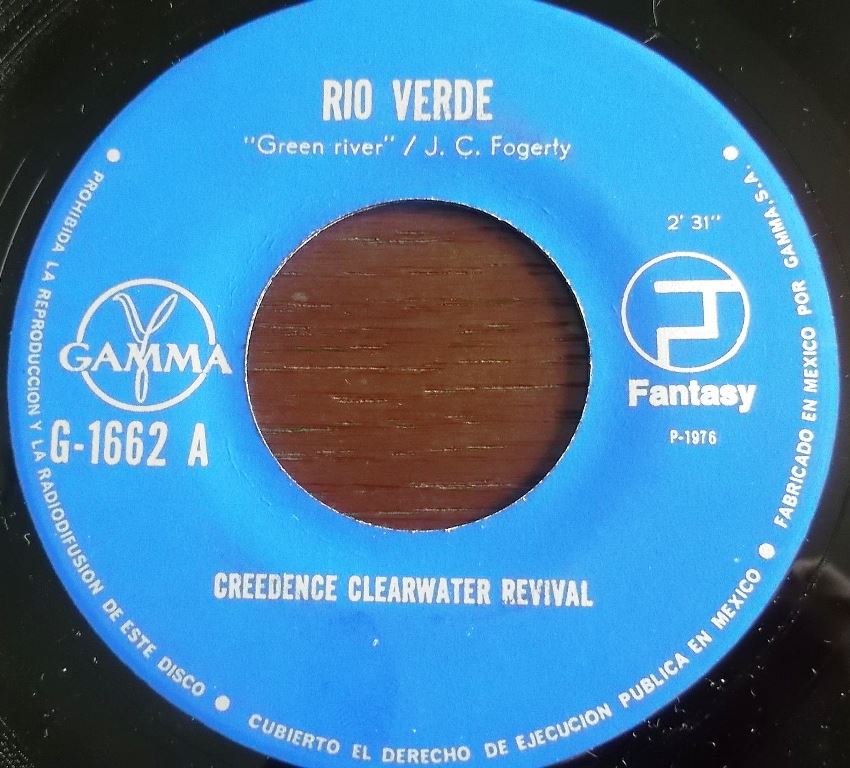 RIO VERDE
"Green river" / J. C. Fogerty
2' 31"
GAMMA
G-1662 A
Fantasy
P-1976
CREEDENCE CLEARWATER REVIVAL
PROHIBIDA LA REPRODUCCION Y LA RADIODIFUSION DE ESTE DISCO
CUBIERTO EL DERECHO DE EJECUCION PUBLICA EN MEXICO
FABRICADO EN MEXICO POR GAMMA, S.A.